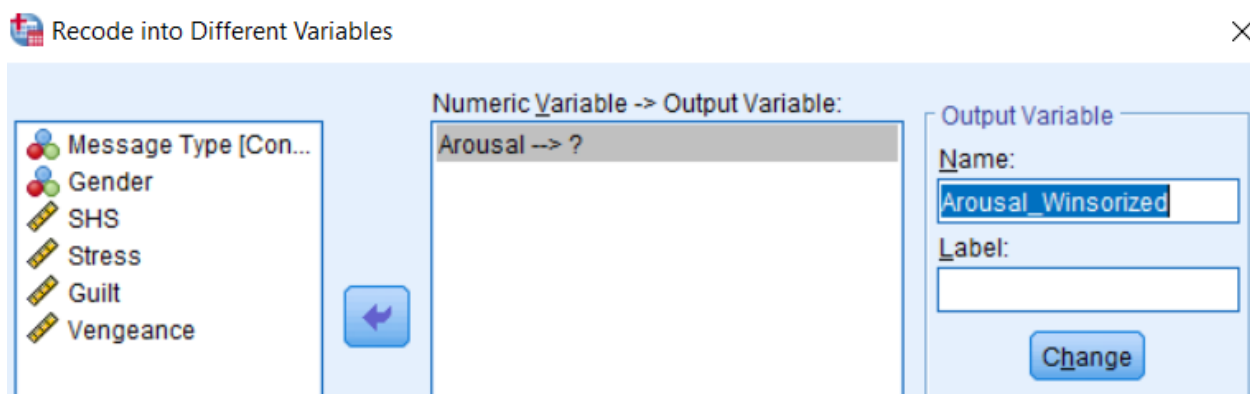 Recode into Different Variables
Numeric Variable -> Output Variable:
Message Type [Con...
Gender
SHS
Stress
Guilt
Vengeance
Arousal --> ?
Output Variable
Name:
Arousal_Winsorized
Label:
Change